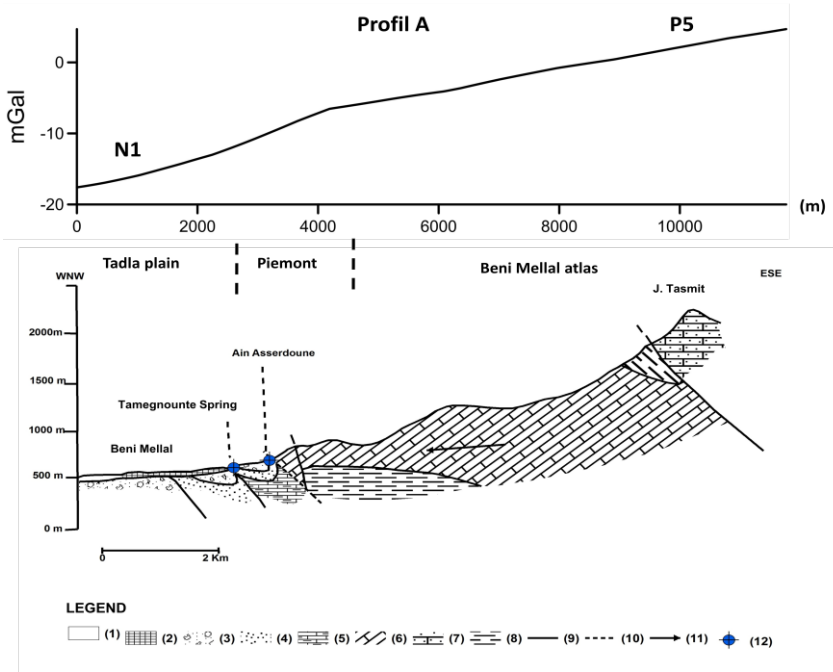 Profil A
P5
N1
mGal
0
-10
-20
0 2000 4000 6000 8000 10000 (m)
Tadla plain Piemont Beni Mellal atlas
WNW ESE
J. Tasmit
2000m
1500 m
1000 m
500 m
0 m
Ain Asserdoune
Tamegnounte Spring
Beni Mellal
0 2 Km
LEGEND
(1) (2) (3) (4) (5) (6) (7) (8) (9) (10) (11) (12)